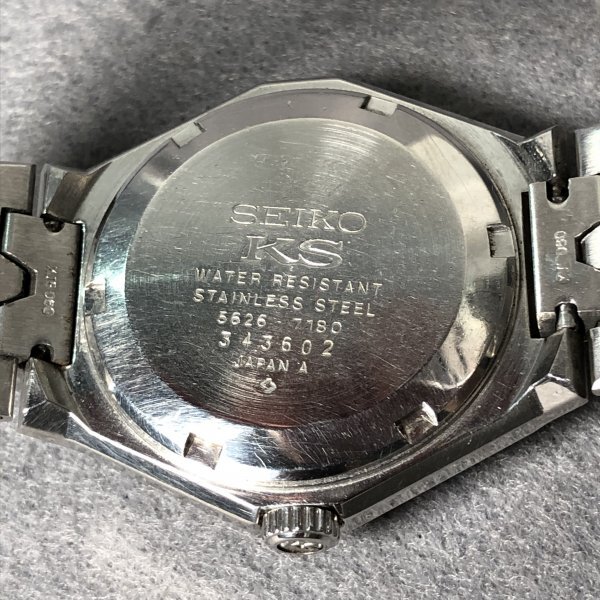 SEIKO
KS
WATER RESISTANT
STAINLESS STEEL
5626-7180
343602
JAPAN A